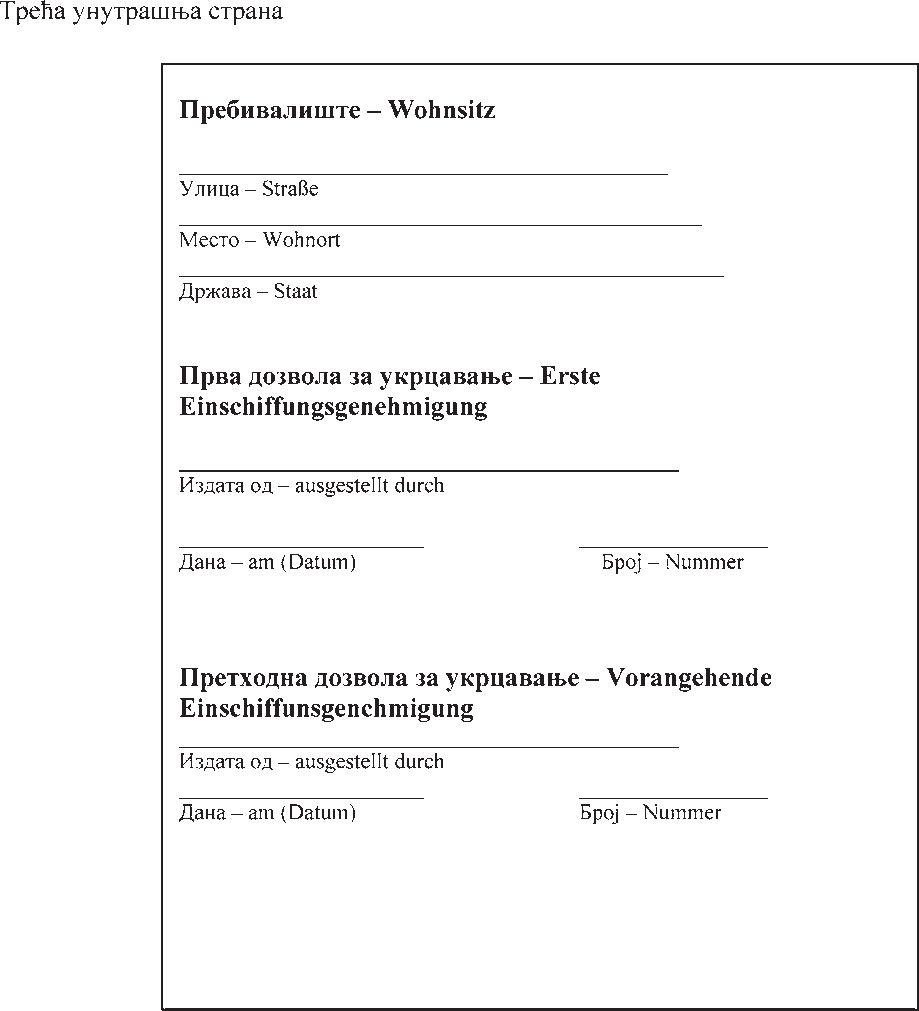 Трећа унутрашња страна
Пребивалиште – Wohnsitz
Улица – Straße
Место – Wohnort
Држава – Staat
Прва дозвола за укрцавање – Erste
Einschiffungsgenehmigung
Издата од – ausgestellt durch
Дана – am (Datum) Број – Nummer
Претходна дозвола за укрцавање – Vorangehende
Einschiffunsgenchmigung
Издата од – ausgestellt durch
Дана – am (Datum) Број – Nummer